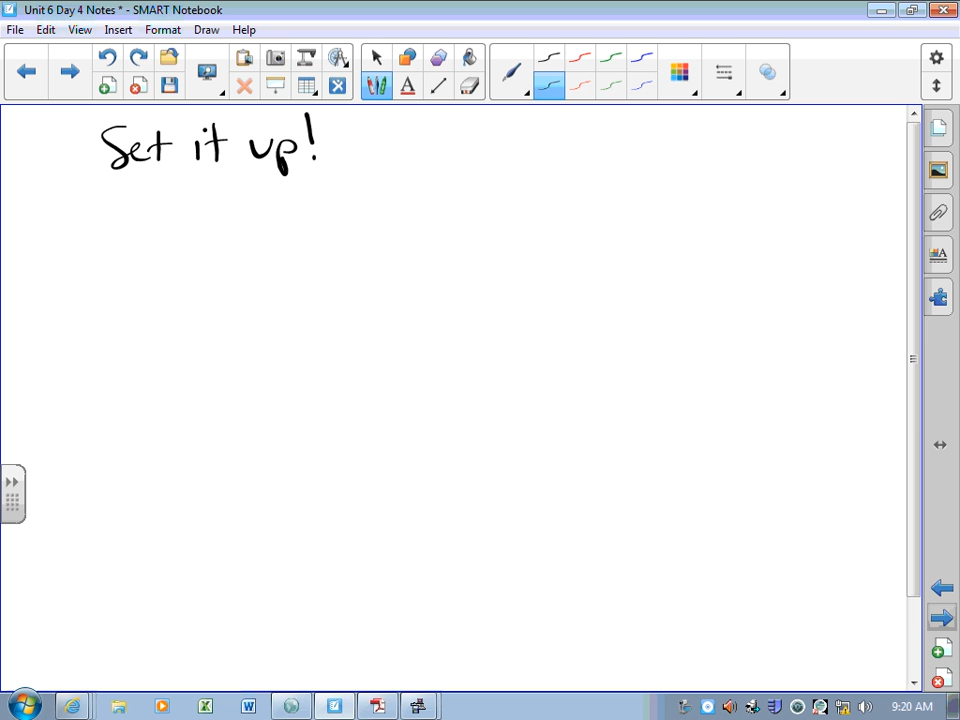 Unit 6 Day 4 Notes * - SMART Notebook
File Edit View Insert Format Draw Help
Set it up!
9:20 AM